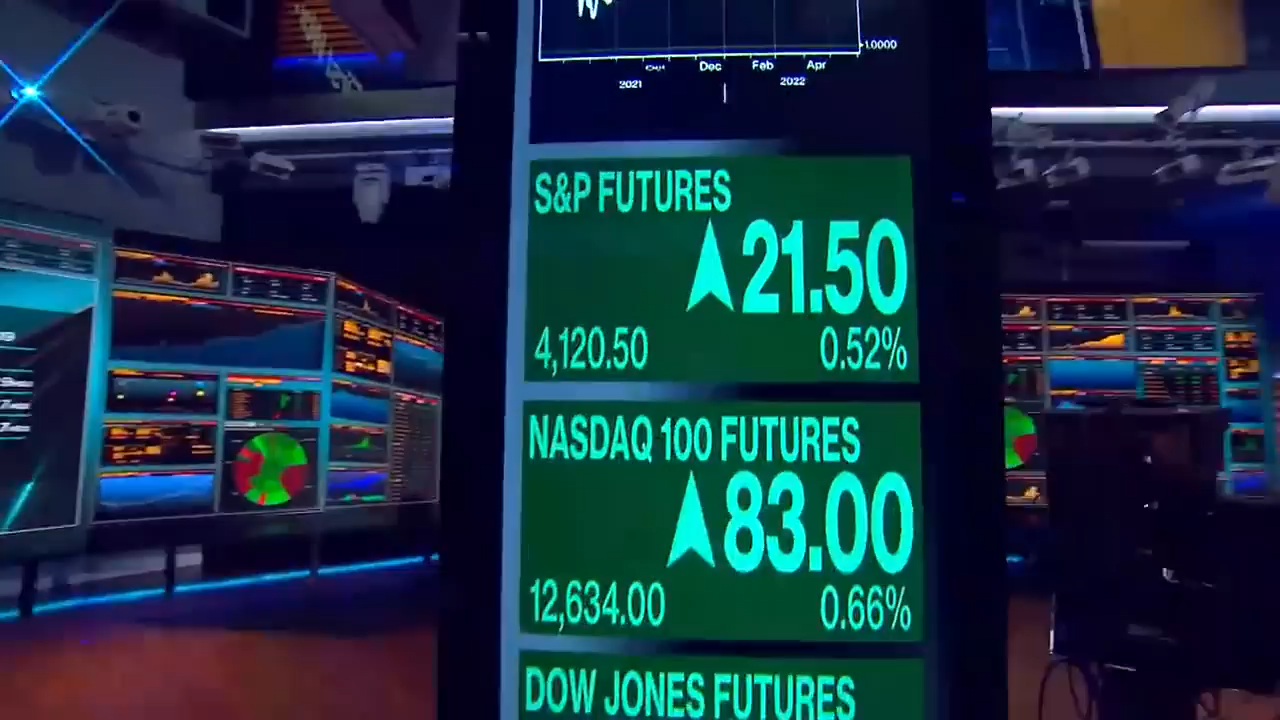 1.0000
Dec Feb Apr
2021 2022
S&P FUTURES
21.50
4,120.50 0.52%
NASDAQ 100 FUTURES
83.00
12,634.00 0.66%
DOW JONES FUTURES